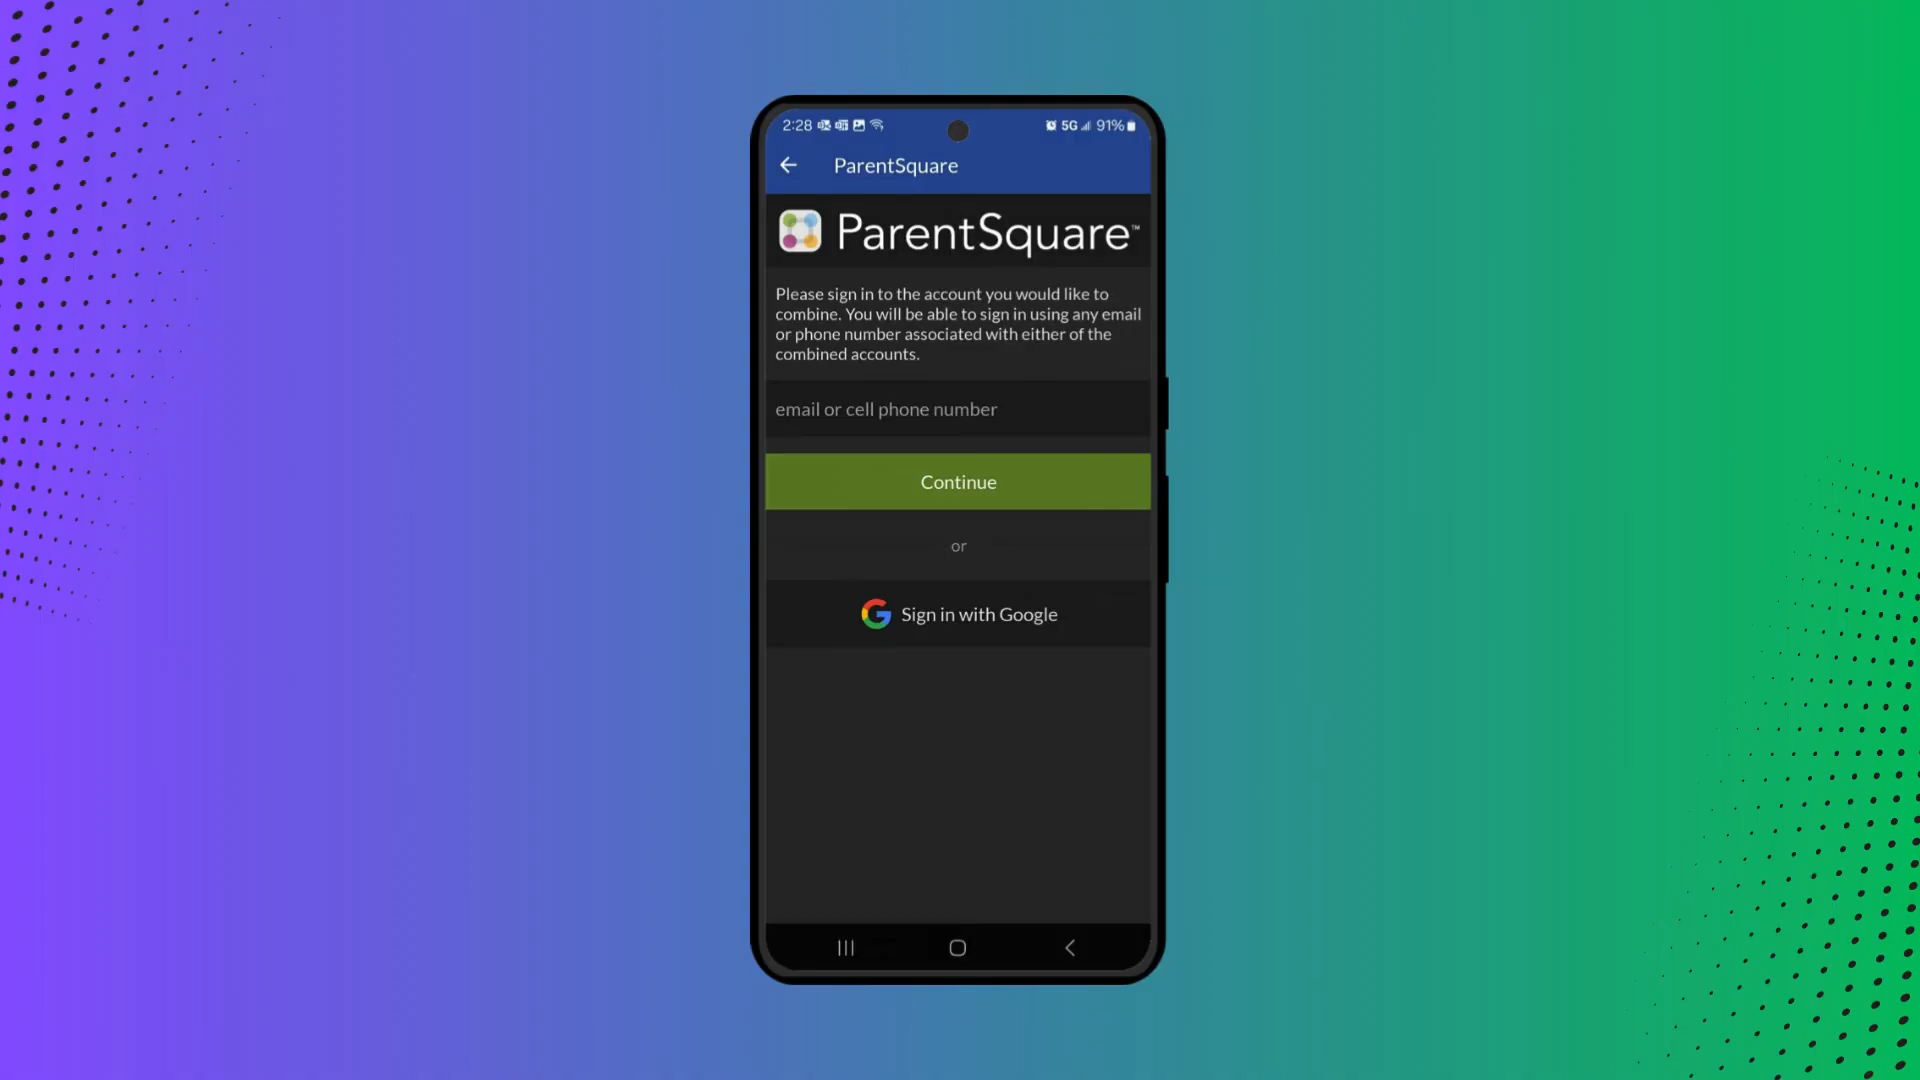 2:28 5G 91%
ParentSquare
ParentSquare™
Please sign in to the account you would like to
combine. You will be able to sign in using any email
or phone number associated with either of the
combined accounts.
email or cell phone number
Continue
or
Sign in with Google